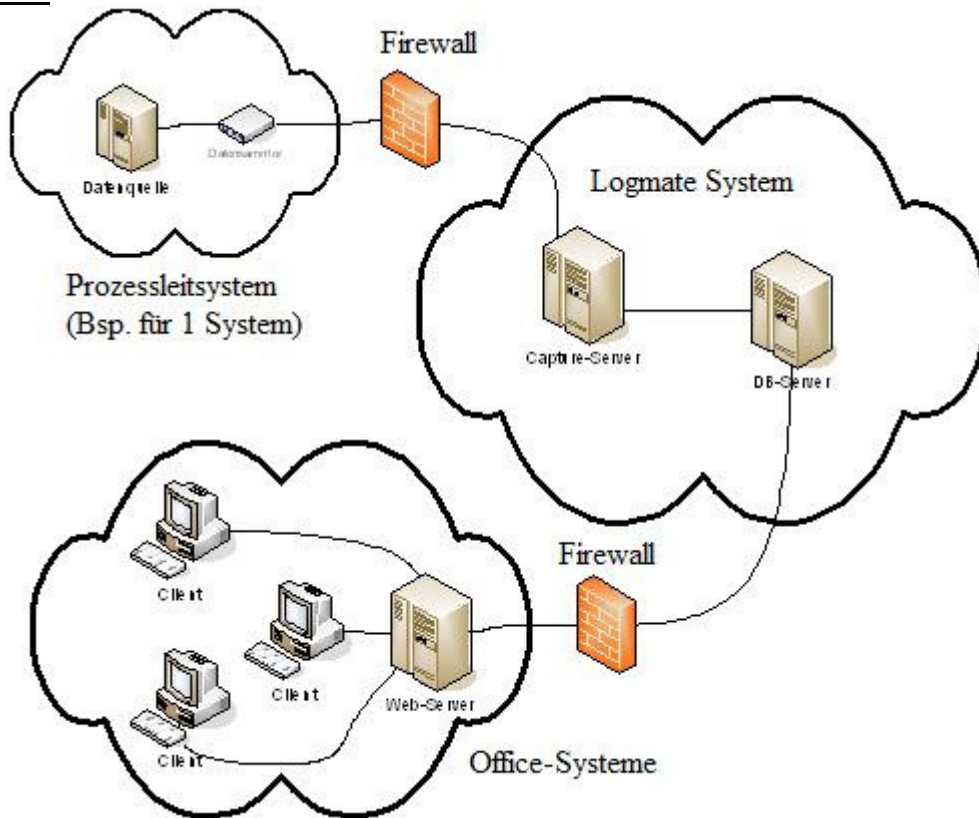 Firewall
Datenquelle
Datensammler
Prozessleitsystem
(Bsp. für 1 System)
Logmate System
Capture-Server
DB-Server
Client
Client
Client
Web-Server
Firewall
Office-Systeme